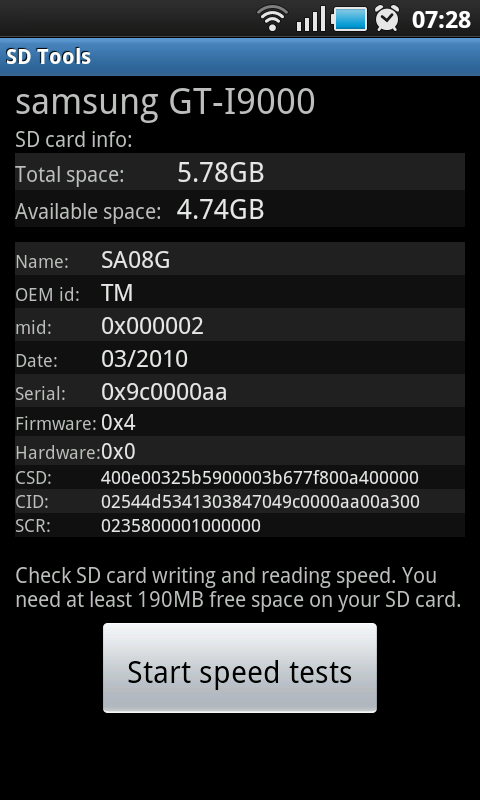 07:28
SD Tools
samsung GT-I9000
SD card info:
Total space: 5.78GB
Available space: 4.74GB
Name: SA08G
OEM id: TM
mid: 0x000002
Date: 03/2010
Serial: 0x9c0000aa
Firmware: 0x4
Hardware: 0x0
CSD: 400e00325b5900003b677f800a400000
CID: 02544d5341303847049c0000aa00a300
SCR: 0235800001000000
Check SD card writing and reading speed. You
need at least 190MB free space on your SD card.
Start speed tests